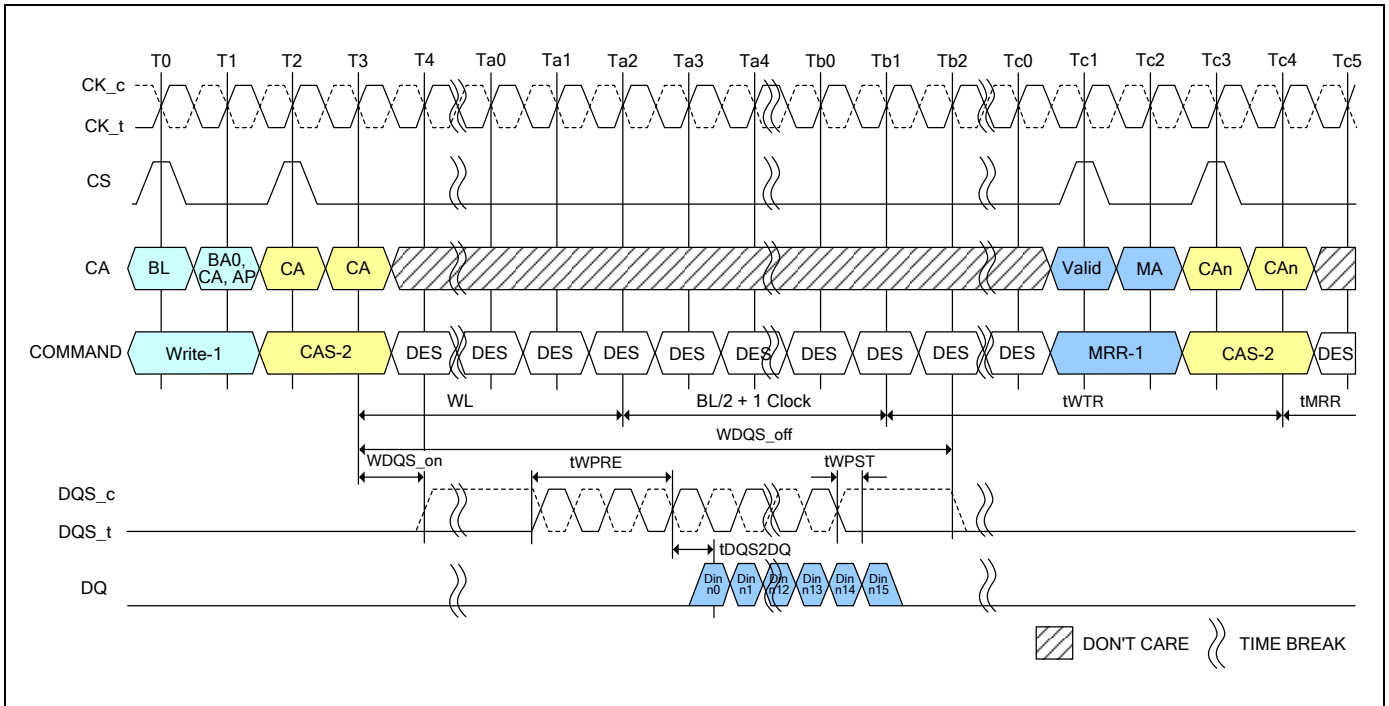 T0 T1 T2 T3 T4 Ta0 Ta1 Ta2 Ta3 Ta4 Tb0 Tb1 Tb2 Tc0 Tc1 Tc2 Tc3 Tc4 Tc5
CK_c
CK_t
CS
CA BL BA0, CA, AP CA CA Valid MA CAn CAn
COMMAND Write-1 CAS-2 DES DES DES DES DES DES DES DES DES DES MRR-1 CAS-2 DES
WL BL/2 + 1 Clock tWTR tMRR
WDQS_off
WDQS_on tWPRE tWPST
DQS_c
DQS_t
tDQS2DQ
DQ Din n0 Din n1 Din n12 Din n13 Din n14 Din n15
DON'T CARE TIME BREAK